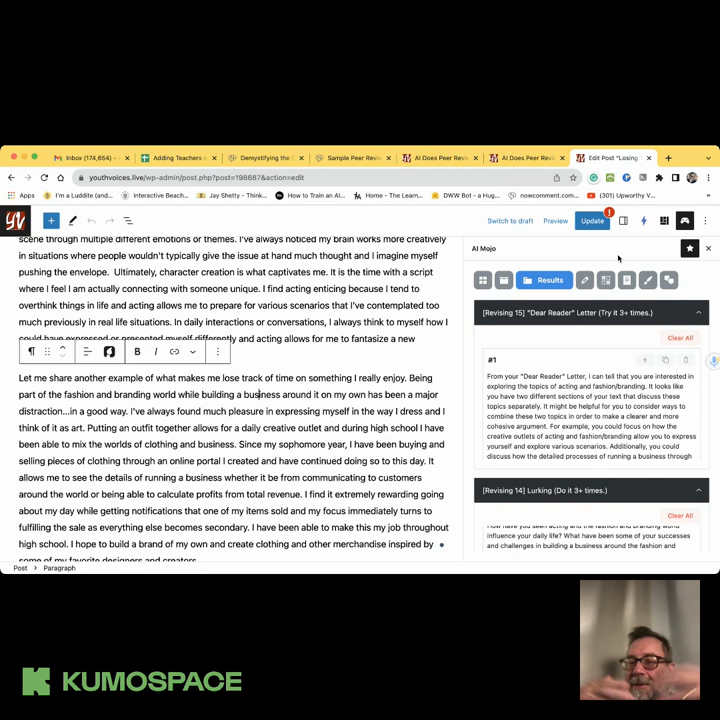 Inbox (174,654) -
Adding Teachers a
Demystifying the C
Sample Peer Revie
AI Does Peer Revie
AI Does Peer Revie
Edit Post "Losing
youthvoices.live/wp-admin/post.php?post=198687&action=edit
Apps
I'm a Luddite (and...
Interactive Beach...
Jay Shetty - Think...
How to Train an AI...
Home - The Learn...
DWW Bot - a Hug...
nowcomment.com...
(301) Upworthy V...
Switch to draft
Preview
Update
!
scene through multiple different emotions or themes. I've always noticed my brain works more creatively
in situations where people wouldn't typically give the issue at hand much thought and I imagine myself
pushing the envelope. Ultimately, character creation is what captivates me. It is the time with a script
where I feel I am actually connecting with someone unique. I find acting enticing because I tend to
overthink things in life and acting allows me to prepare for various scenarios that I've contemplated too
much previously in real life situations. In daily interactions or conversations, I always think to myself how I
could have expressed or presented myself differently and acting allows for me to fantasize a new
B I
Let me share another example of what makes me lose track of time on something I really enjoy. Being
part of the fashion and branding world while building a business around it on my own has been a major
distraction...in a good way. I've always found much pleasure in expressing myself in the way I dress and I
think of it as art. Putting an outfit together allows for a daily creative outlet and during high school I have
been able to mix the worlds of clothing and business. Since my sophomore year, I have been buying and
selling pieces of clothing through an online portal I created and have continued doing so to this day. It
allows me to see the details of running a business whether it be from communicating to customers
around the world or being able to calculate profits from total revenue. I find it extremely rewarding going
about my day while getting notifications that one of my items sold and my focus immediately turns to
fulfilling the sale as everything else becomes secondary. I have been able to make this my job throughout
high school. I hope to build a brand of my own and create clothing and other merchandise inspired by
some of my favorite designers and creators.
Post › Paragraph
AI Mojo
Results
[Revising 15] "Dear Reader" Letter (Try it 3+ times.)
Clear All
#1
From your "Dear Reader" Letter, I can tell that you are interested in
exploring the topics of acting and fashion/branding. It looks like
you have two different sections of your text that discuss these
topics separately. It might be helpful for you to consider ways to
combine these two topics in order to make a clearer and more
cohesive argument. For example, you could focus on how the
creative outlets of acting and fashion/branding allow you to express
yourself and explore various scenarios. Additionally, you could
discuss how the detailed processes of running a business through
[Revising 14] Lurking (Do it 3+ times.)
Clear All
How have you seen acting and the fashion and branding world
influence your daily life? What have been some of your successes
and challenges in building a business around the fashion and
KUMOSPACE